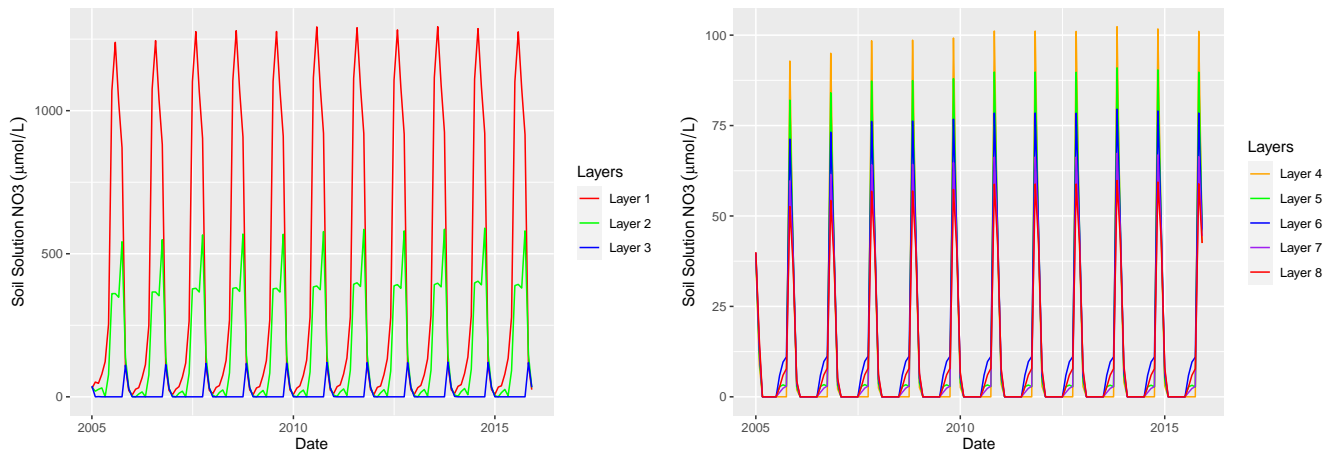 Soil Solution NO3 (μmol/L)
1000
500
0
2005
2010
2015
Date
Layers
Layer 1
Layer 2
Layer 3
Soil Solution NO3 (μmol/L)
100
75
50
25
0
2005
2010
2015
Date
Layers
Layer 4
Layer 5
Layer 6
Layer 7
Layer 8